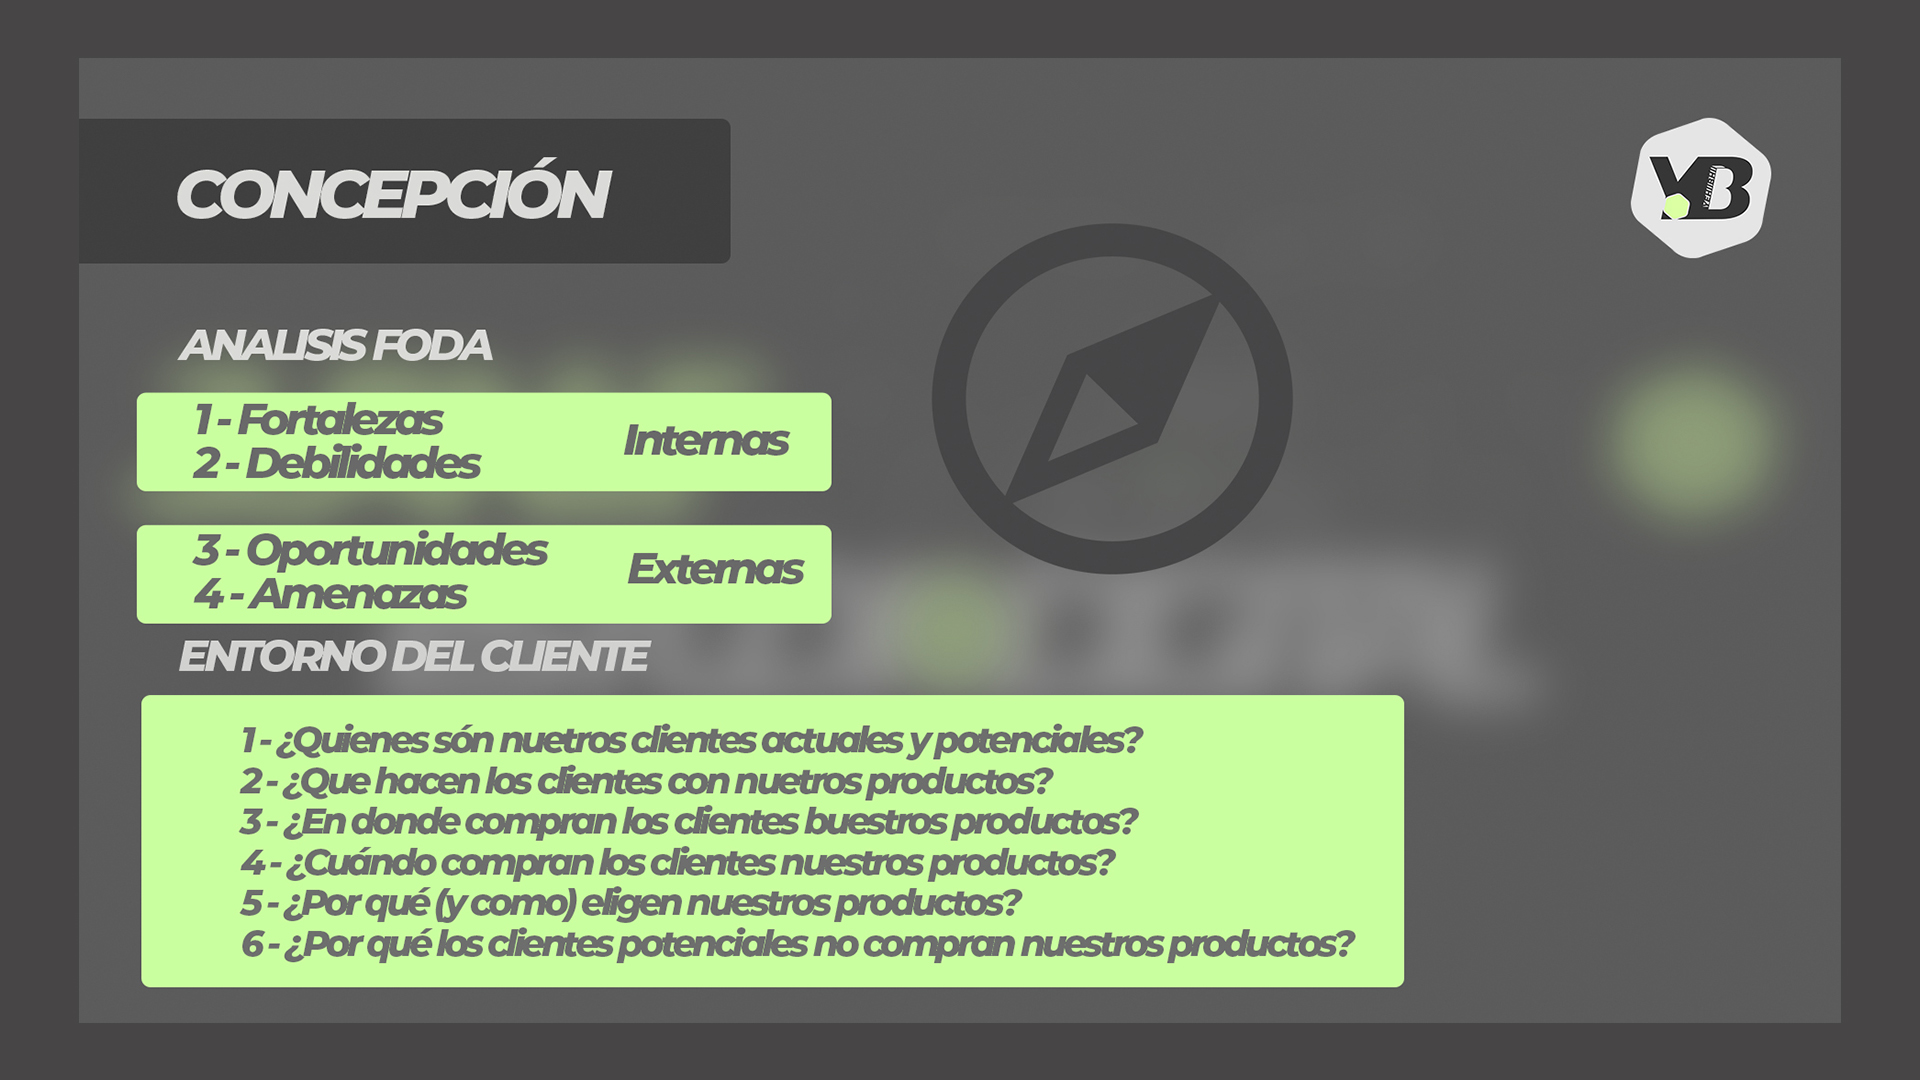 CONCEPCIÓN
YB
ANALISIS FODA
1 - Fortalezas
2 - Debilidades
Internas
3 - Oportunidades
4 - Amenazas
Externas
ENTORNO DEL CLIENTE
1 - ¿Quienes són nuetros clientes actuales y potenciales?
2 - ¿Que hacen los clientes con nuetros productos?
3 - ¿En donde compran los clientes buestros productos?
4 - ¿Cuándo compran los clientes nuestros productos?
5 - ¿Por qué (y como) eligen nuestros productos?
6 - ¿Por qué los clientes potenciales no compran nuestros productos?